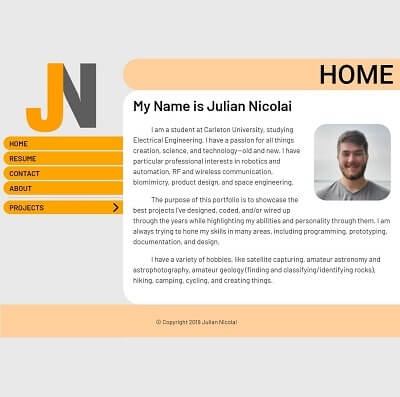 JN
HOME
HOME
RESUME
CONTACT
ABOUT
PROJECTS
My Name is Julian Nicolai
I am a student at Carleton University, studying
Electrical Engineering. I have a passion for all things
creation, science, and technology—old and new. I have
particular professional interests in robotics and
automation, RF and wireless communication,
biomimicry, product design, and space engineering.
The purpose of this portfolio is to showcase the
best projects I've designed, coded, and/or wired up
through the years while highlighting my abilities and personality through them. I am
always trying to hone my skills in many areas, including programming, prototyping,
documentation, and design.
I have a variety of hobbies, like satellite capturing, amateur astronomy and
astrophotography, amateur geology (finding and classifying/identifying rocks),
hiking, camping, cycling, and creating things.
© Copyright 2019 Julian Nicolai